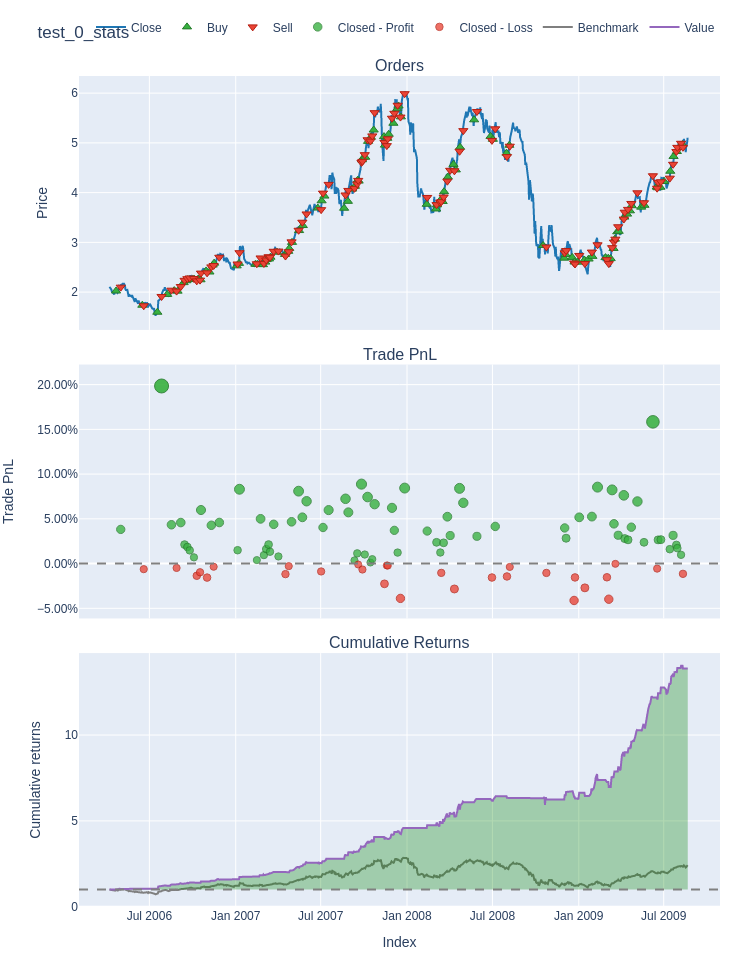 test_0_stats
Close Buy Sell Closed - Profit Closed - Loss Benchmark Value
Orders
6
5
4
3
2
Price
Trade PnL
20.00%
15.00%
10.00%
5.00%
0.00%
−5.00%
Trade PnL
Cumulative Returns
10
5
0
Cumulative returns
Jul 2006 Jan 2007 Jul 2007 Jan 2008 Jul 2008 Jan 2009 Jul 2009
Index